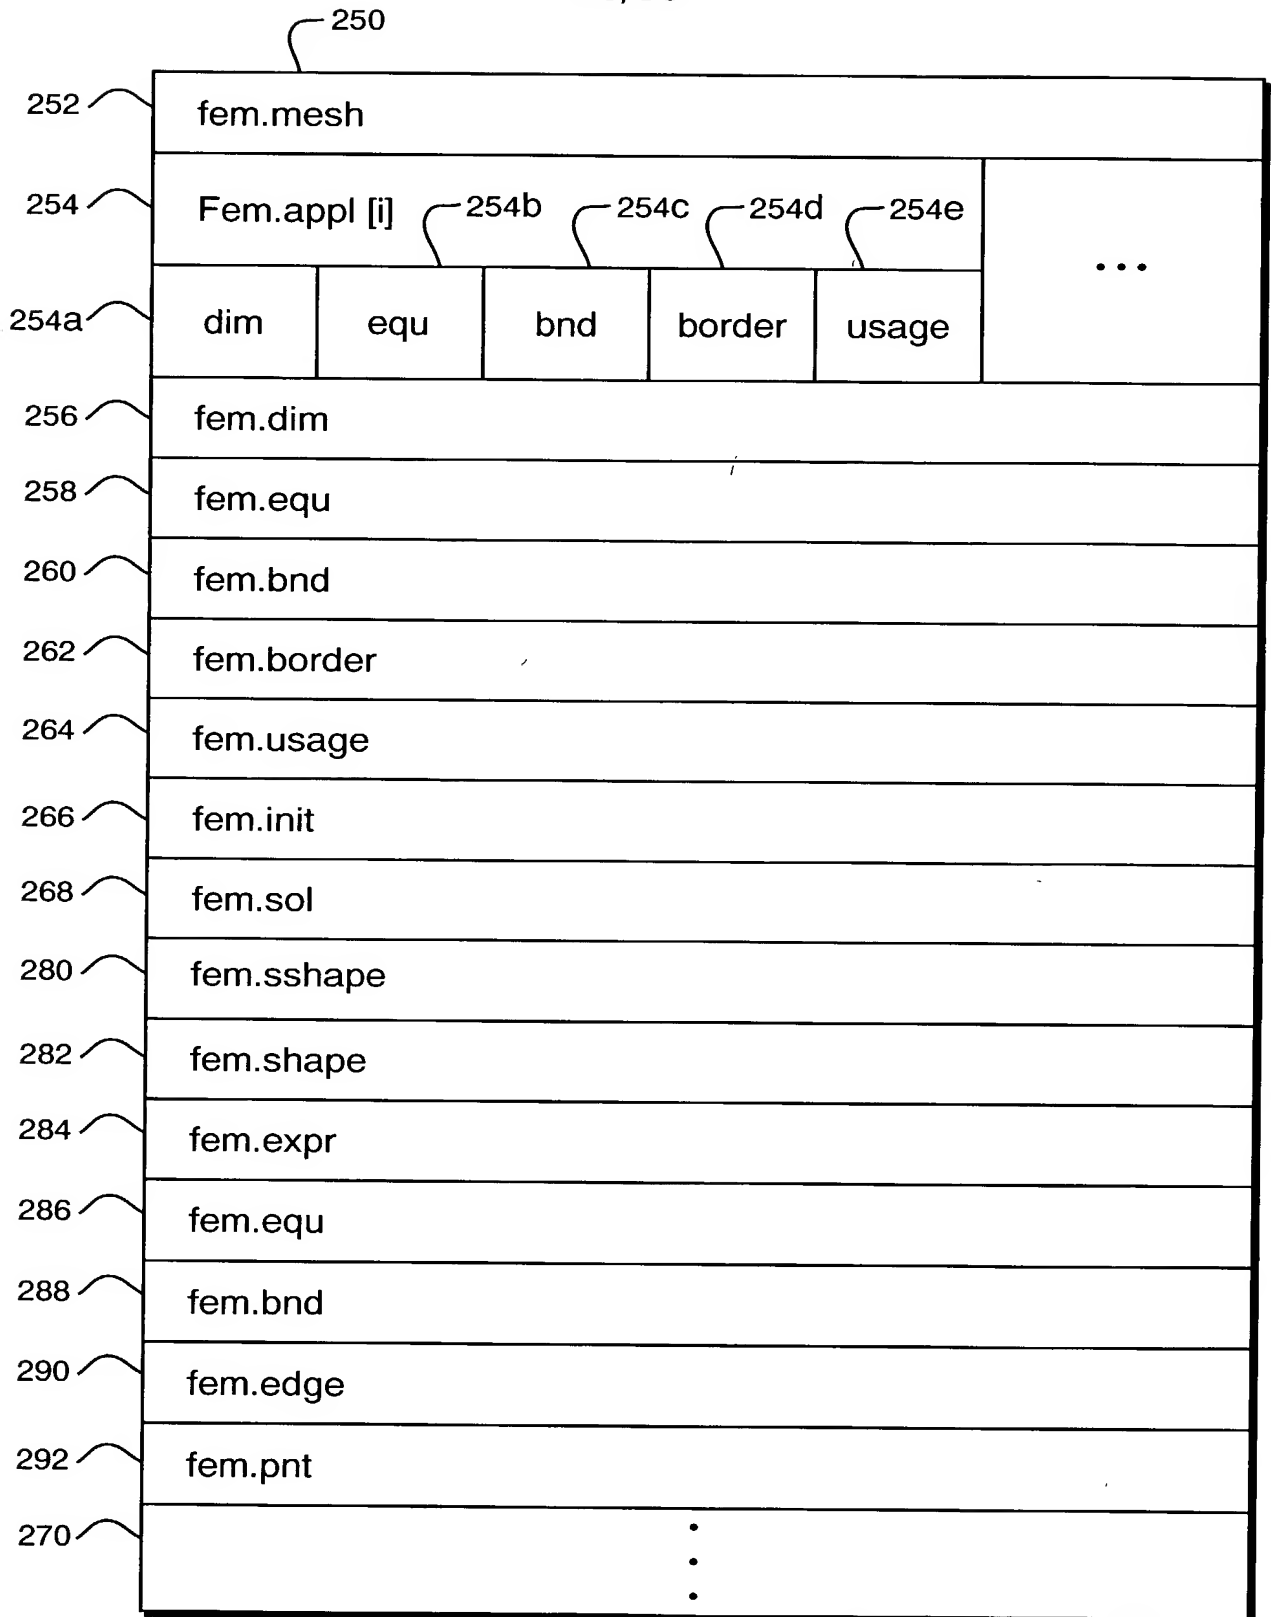 250
252 fem.mesh
254 Fem.appl [i] 254b 254c 254d 254e
...
254a dim equ bnd border usage
256 fem.dim
258 fem.equ
260 fem.bnd
262 fem.border
264 fem.usage
266 fem.init
268 fem.sol
280 fem.sshape
282 fem.shape
284 fem.expr
286 fem.equ
288 fem.bnd
290 fem.edge
292 fem.pnt
270